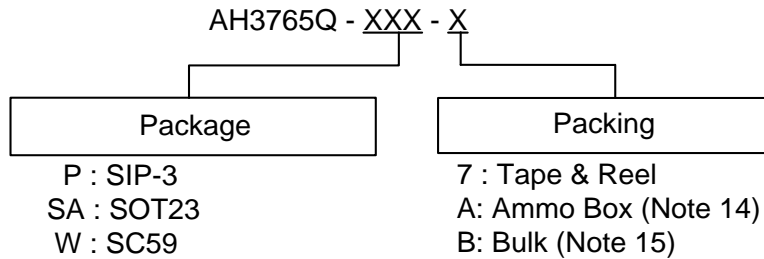 AH3765Q - XXX - X
Package
Packing
P : SIP-3
SA : SOT23
W : SC59
7 : Tape & Reel
A: Ammo Box (Note 14)
B: Bulk (Note 15)